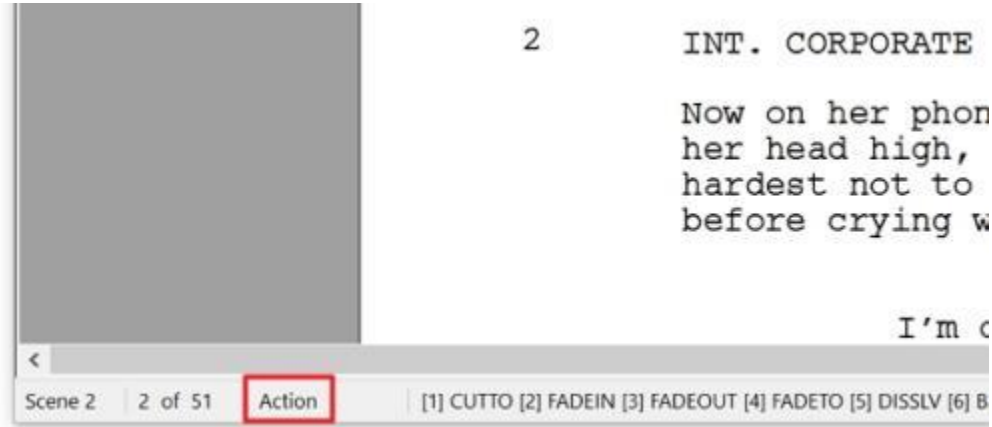 2 INT. CORPORATE
Now on her phon
her head high,
hardest not to
before crying w
I'm
<
Scene 2 2 of 51 Action [1] CUTTO [2] FADEIN [3] FADEOUT [4] FADETO [5] DISSLV [6] B